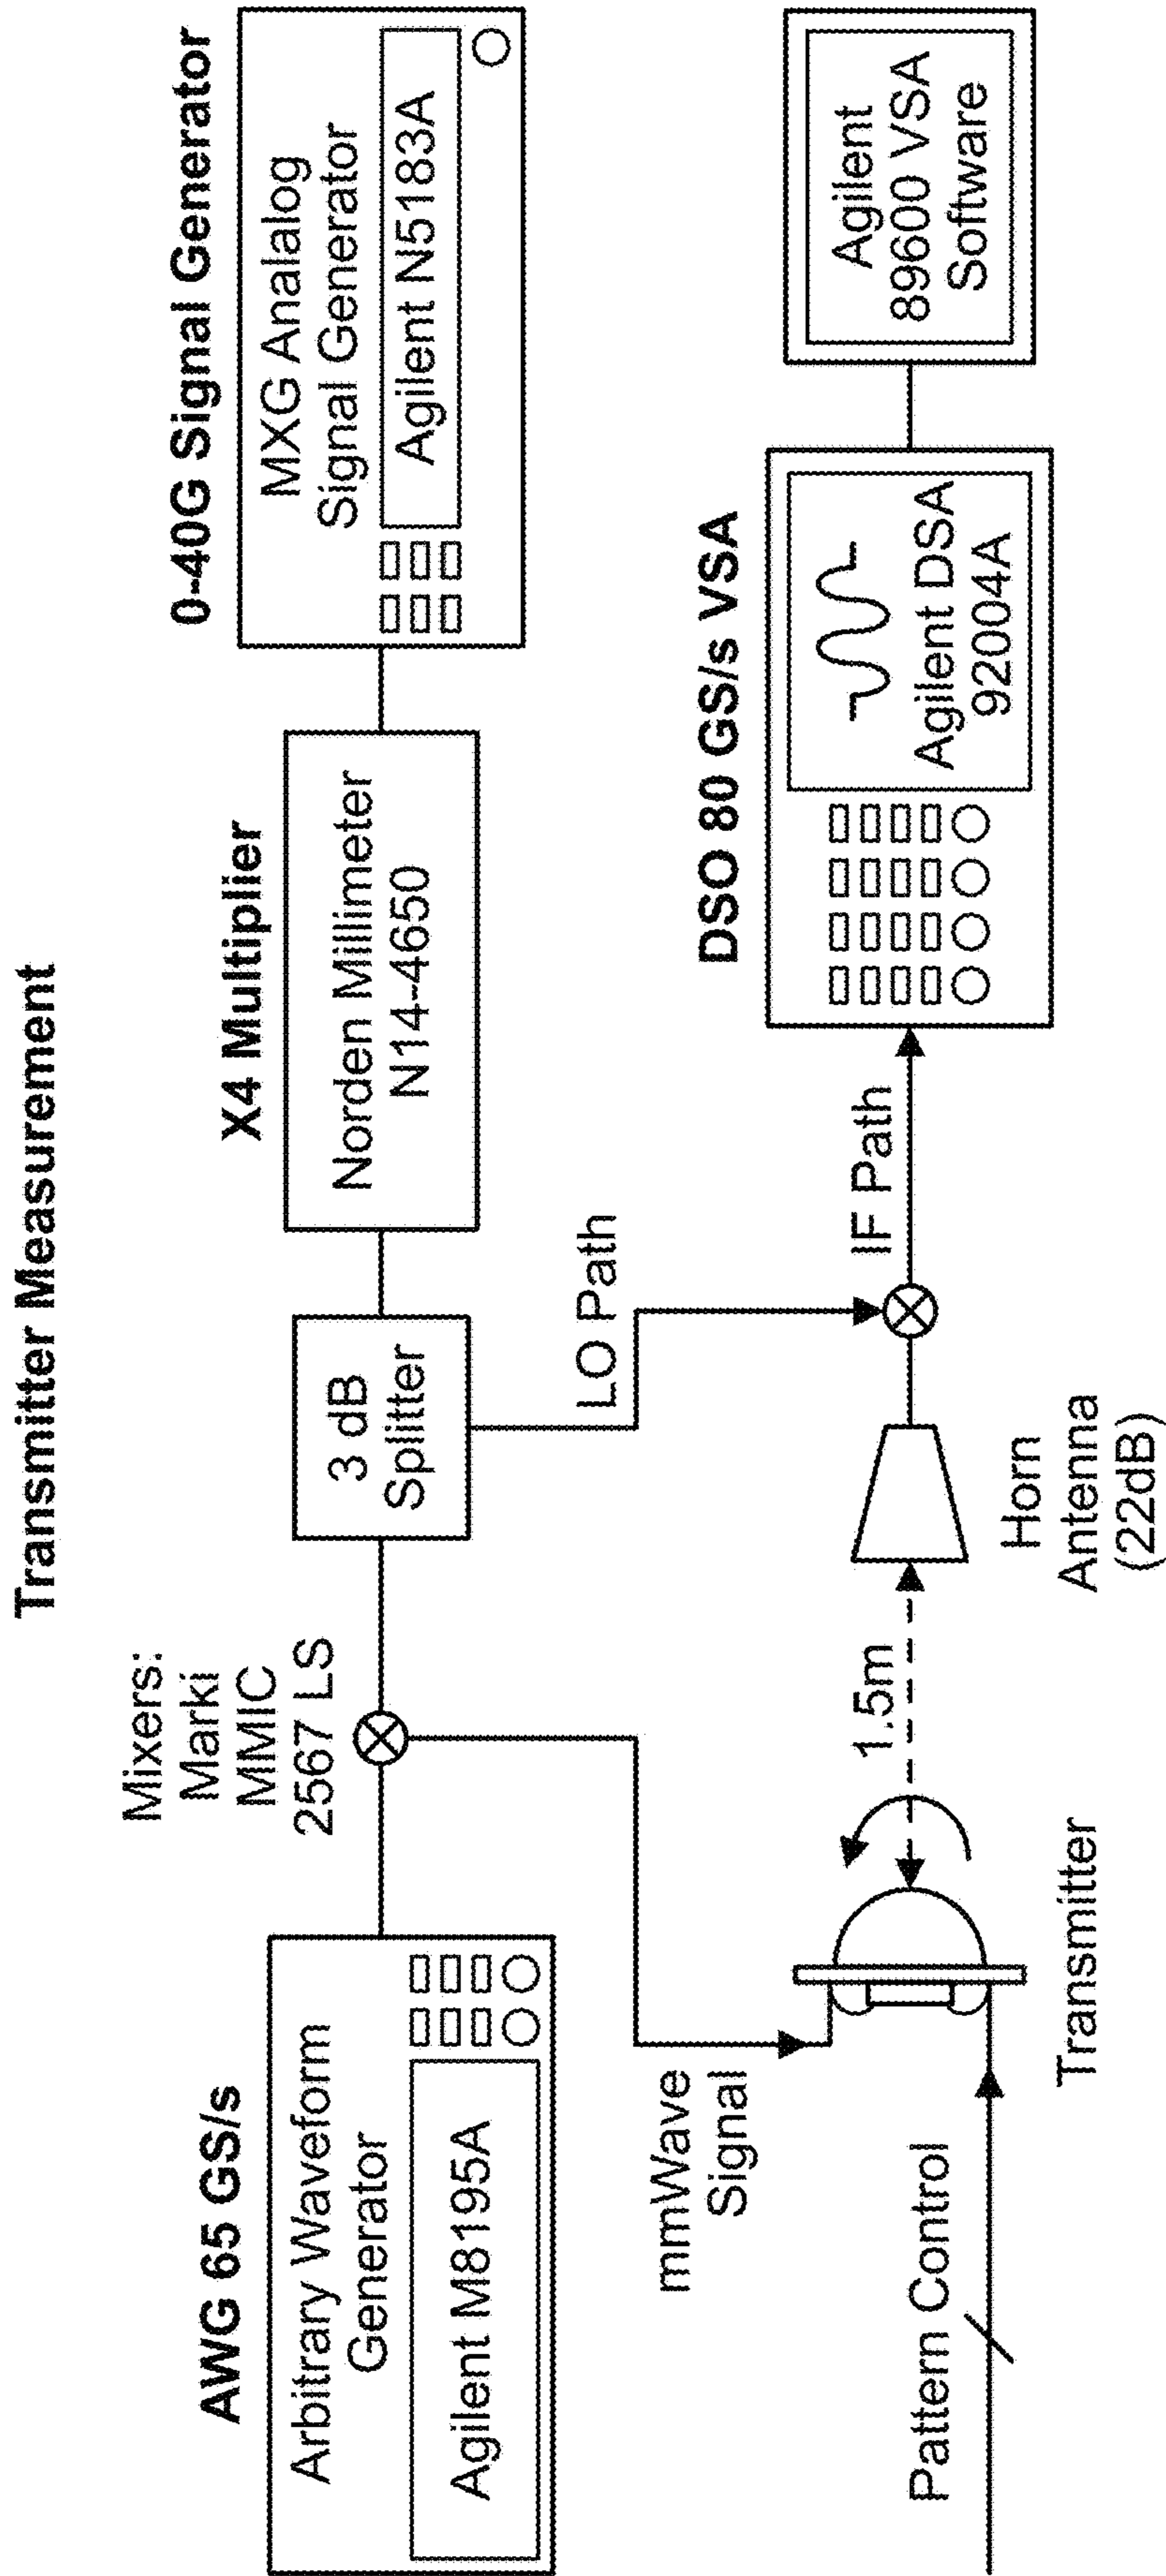 Transmitter Measurement
AWG 65 GS/s
Arbitrary Waveform
Generator
Agilent M8195A
Mixers:
Marki
MMIC
2567 LS
3 dB
Splitter
X4 Multiplier
Norden Millimeter
N14-4650
0-40G Signal Generator
MXG Analalog
Signal Generator
Agilent N5183A
mmWave
Signal
LO Path
Pattern Control
Transmitter
1.5m
Horn
Antenna
(22dB)
IF Path
DSO 80 GS/s VSA
Agilent DSA
92004A
Agilent
89600 VSA
Software